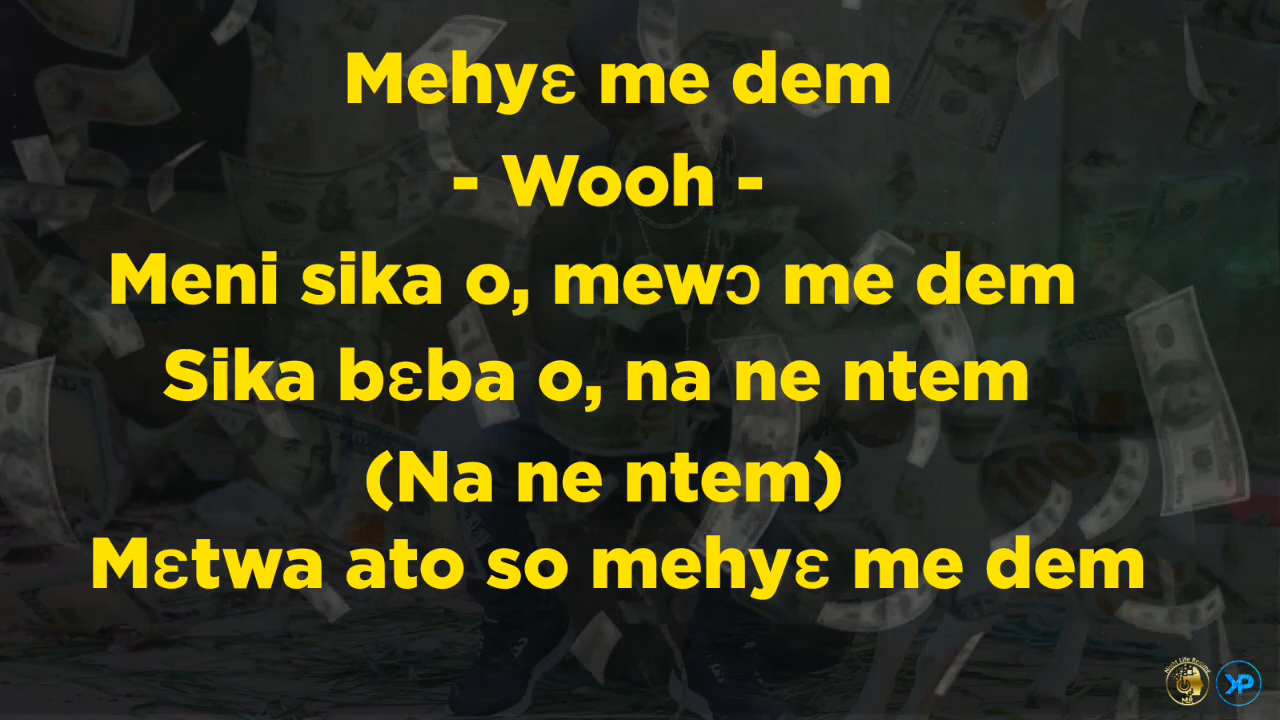 Mehyɛ me dem
- Wooh -
Meni sika o, mewɔ me dem
Sika bɛba o, na ne ntem
(Na ne ntem)
Mɛtwa ato so mehyɛ me dem
KP